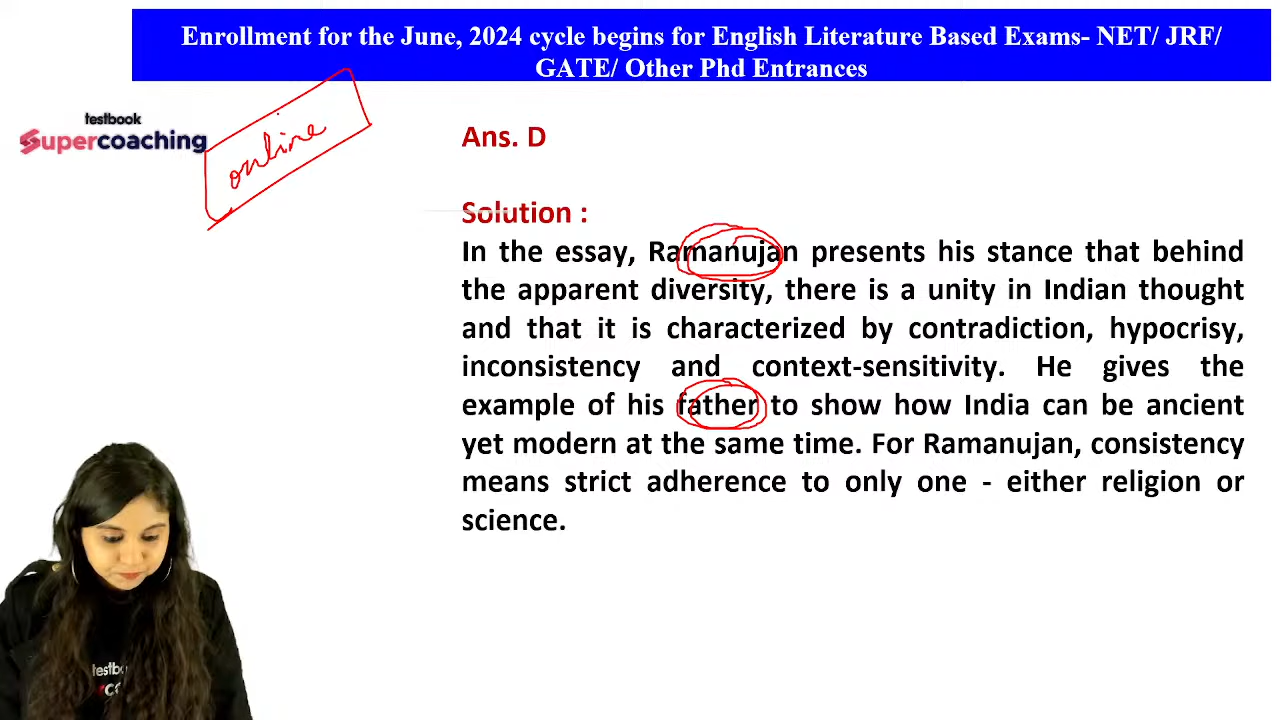 Enrollment for the June, 2024 cycle begins for English Literature Based Exams- NET/ JRF/
GATE/ Other Phd Entrances
testbook
Supercoaching
online
Ans. D
Solution :
In the essay, Ramanujan presents his stance that behind
the apparent diversity, there is a unity in Indian thought
and that it is characterized by contradiction, hypocrisy,
inconsistency and context-sensitivity. He gives the
example of his father to show how India can be ancient
yet modern at the same time. For Ramanujan, consistency
means strict adherence to only one - either religion or
science.